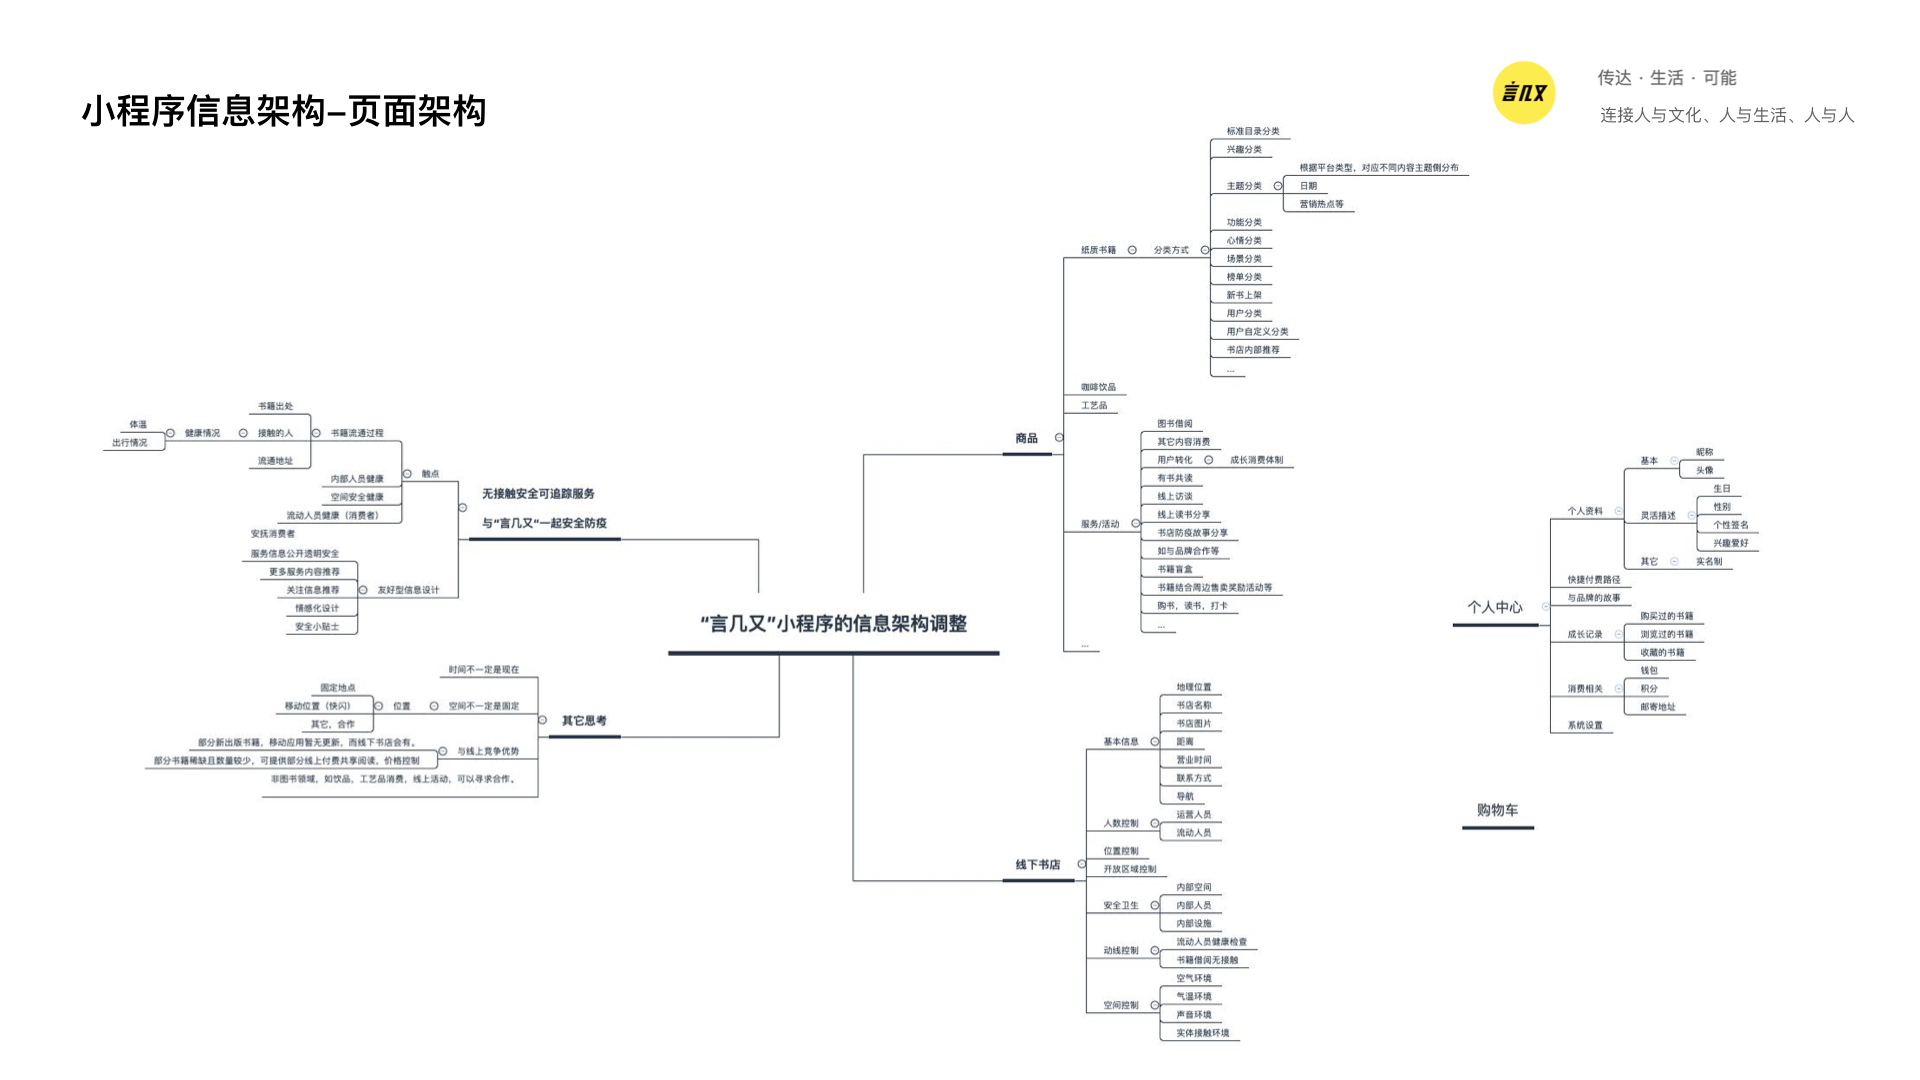 小程序信息架构–页面架构
言几又
传达 · 生活 · 可能
连接人与文化、人与生活、人与人
“言几又”小程序的信息架构调整
无接触安全可追踪服务
与“言几又”一起安全防疫
触点
书籍流通过程
书籍出处
接触的人
健康情况
体温
出行情况
流通地址
内部人员健康
空间安全健康
流动人员健康（消费者）
安抚消费者
友好型信息设计
服务信息公开透明安全
更多服务内容推荐
关注信息推荐
情感化设计
安全小贴士
其它思考
时间不一定是现在
空间不一定是固定
位置
固定地点
移动位置（快闪）
其它，合作
与线上竞争优势
部分新出版书籍，移动应用暂无更新，而线下书店会有。
部分书籍稀缺且数量较少，可提供部分线上付费共享阅读，价格控制
非图书领域，如饮品，工艺品消费，线上活动，可以寻求合作。
商品
纸质书籍
分类方式
标准目录分类
兴趣分类
主题分类
根据平台类型，对应不同内容主题侧分布
日期
营销热点等
功能分类
心情分类
场景分类
榜单分类
新书上架
用户分类
用户自定义分类
书店内部推荐
...
咖啡饮品
工艺品
服务/活动
图书借阅
其它内容消费
用户转化
成长消费体制
有书共读
线上访谈
线上读书分享
书店防疫故事分享
如与品牌合作等
书籍盲盒
书籍结合周边售卖奖励活动等
购书，读书，打卡
...
...
线下书店
基本信息
地理位置
书店名称
书店图片
距离
营业时间
联系方式
导航
人数控制
运营人员
流动人员
位置控制
开放区域控制
安全卫生
内部空间
内部人员
内部设施
动线控制
流动人员健康检查
书籍借阅无接触
空间控制
空气环境
气温环境
声音环境
实体接触环境
个人中心
个人资料
基本
昵称
头像
灵活描述
生日
性别
个性签名
兴趣爱好
其它
实名制
快捷付费路径
与品牌的故事
成长记录
购买过的书籍
浏览过的书籍
收藏的书籍
消费相关
钱包
积分
邮寄地址
系统设置
购物车